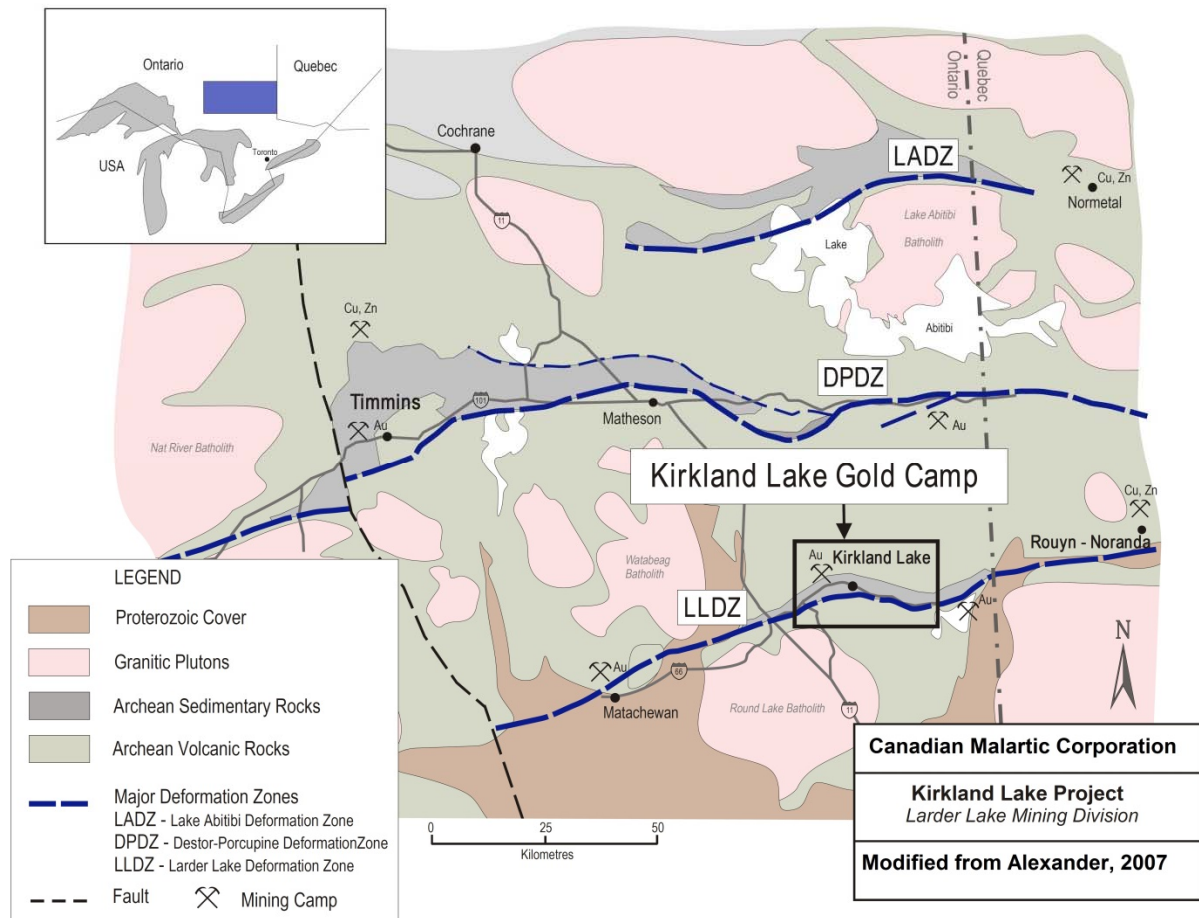 Ontario
Quebec
USA
Toronto
Cochrane
11
Quebec
Ontario
LADZ
Cu, Zn
Normetal
Lake Abitibi
Batholith
Lake
Abitibi
Cu, Zn
DPDZ
Timmins
101
Au
Matheson
Au
Nat River Batholith
Kirkland Lake Gold Camp
Cu, Zn
Rouyn - Noranda
Watabeag
Batholith
Au
Kirkland Lake
LLDZ
Au
Au
66
Matachewan
Round Lake Batholith
11
N
LEGEND
Proterozoic Cover
Granitic Plutons
Archean Sedimentary Rocks
Archean Volcanic Rocks
Major Deformation Zones
LADZ - Lake Abitibi Deformation Zone
DPDZ - Destor-Porcupine DeformationZone
LLDZ - Larder Lake Deformation Zone
Fault
Mining Camp
0 25 50
Kilometres
Canadian Malartic Corporation
Kirkland Lake Project
Larder Lake Mining Division
Modified from Alexander, 2007